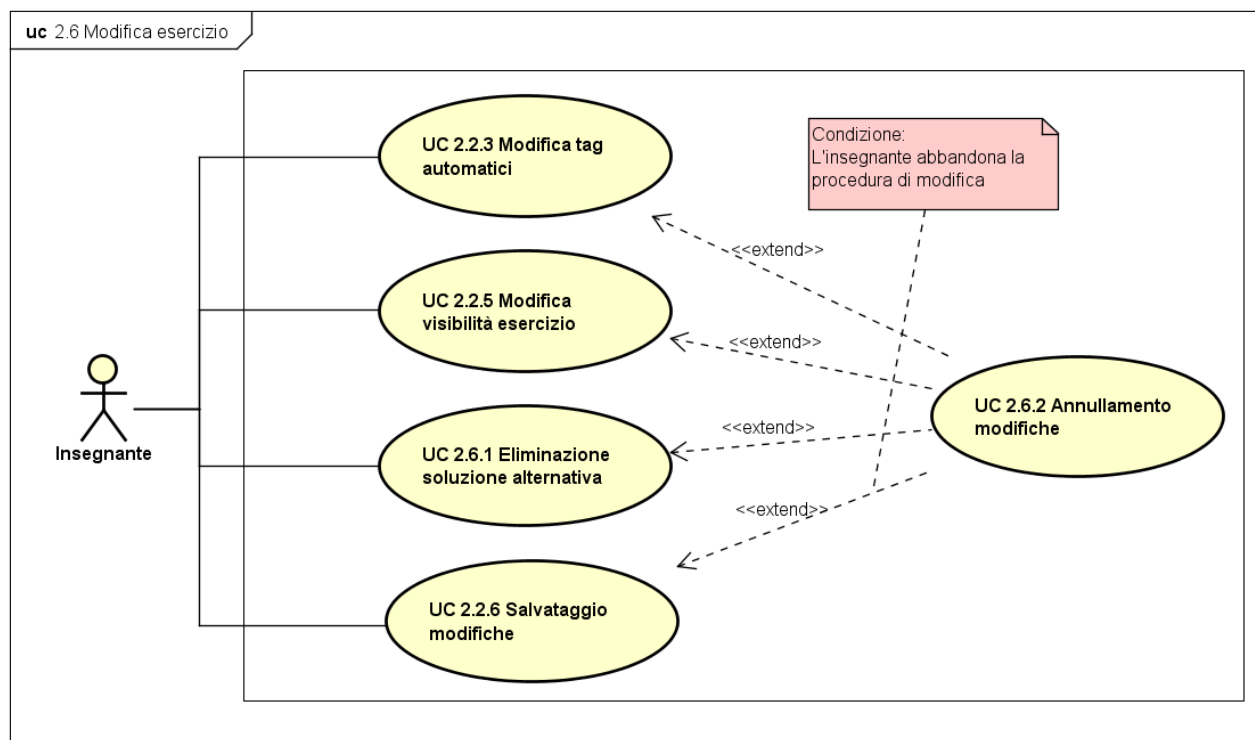 uc 2.6 Modifica esercizio
UC 2.2.3 Modifica tag
automatici
Condizione:
L'insegnante abbandona la
procedura di modifica
<<extend>>
UC 2.2.5 Modifica
visibilità esercizio
<<extend>>
UC 2.6.2 Annullamento
modifiche
<<extend>>
Insegnante
UC 2.6.1 Eliminazione
soluzione alternativa
<<extend>>
UC 2.2.6 Salvataggio
modifiche